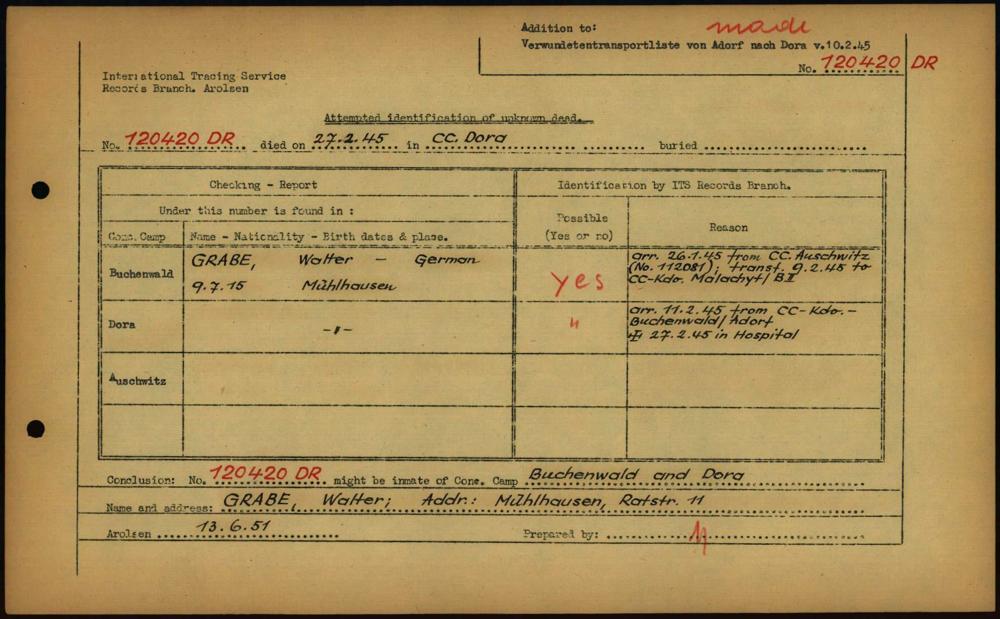 Addition to: made
Verwundetentransportliste von Adorf nach Dora v.10.2.45
No. 120420 DR
International Tracing Service
Records Branch. Arolsen
Attempted identification of unknown dead.
No. 120420 DR died on 27.2.45 in CC. Dora buried
Checking - Report
Identification by ITS Records Branch.
Under this number is found in :
Conc. Camp
Name - Nationality - Birth dates & place.
Possible
(Yes or no)
Reason
Buchenwald
GRABE, Walter - German
9.7.15 Mühlhausen
yes
arr. 26.1.45 from CC. Auschwitz
(No. 112081); transf. 9.2.45 to
CC-Kdo. Malachyt/BII
Dora
-"-
"
arr. 11.2.45 from CC-Kdo.-
Buchenwald/Adorf
27.2.45 in Hospital
Auschwitz
Conclusion: No. 120420 DR might be inmate of Conc. Camp Buchenwald and Dora
Name and address: GRABE, Walter; Addr.: Mühlhausen, Ratstr. 11
Arolsen 13.6.51
Prepared by: